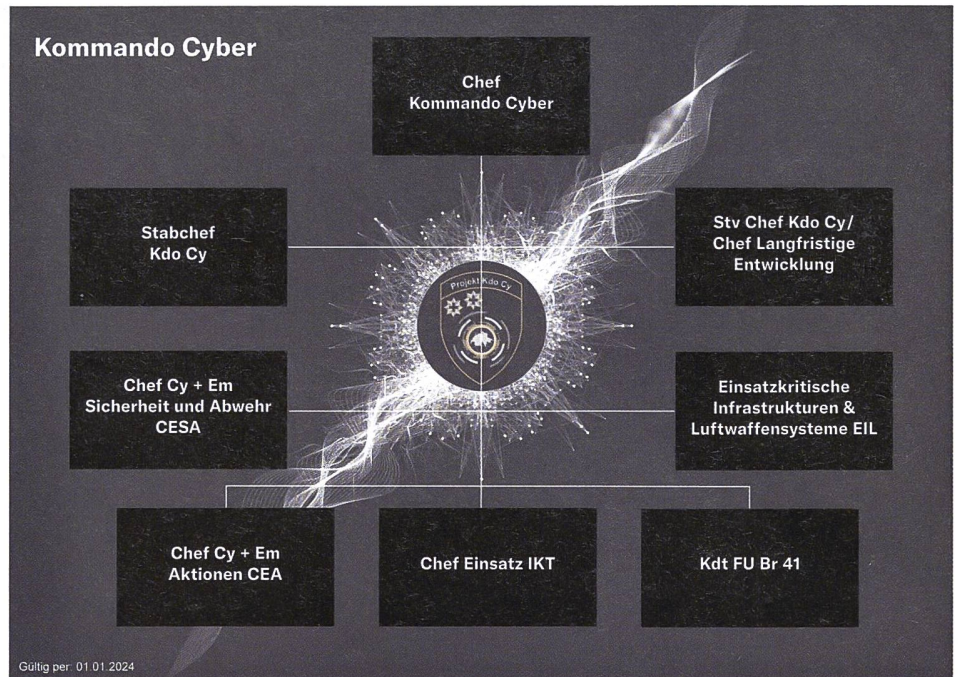 Kommando Cyber
Chef
Kommando Cyber
Stabchef
Kdo Cy
Stv Chef Kdo Cy/
Chef Langfristige
Entwicklung
Projekt Kdo Cy
Chef Cy + Em
Sicherheit und Abwehr
CESA
Einsatzkritische
Infrastrukturen &
Luftwaffensysteme EIL
Chef Cy + Em
Aktionen CEA
Chef Einsatz IKT
Kdt FU Br 41
Gültig per: 01.01.2024